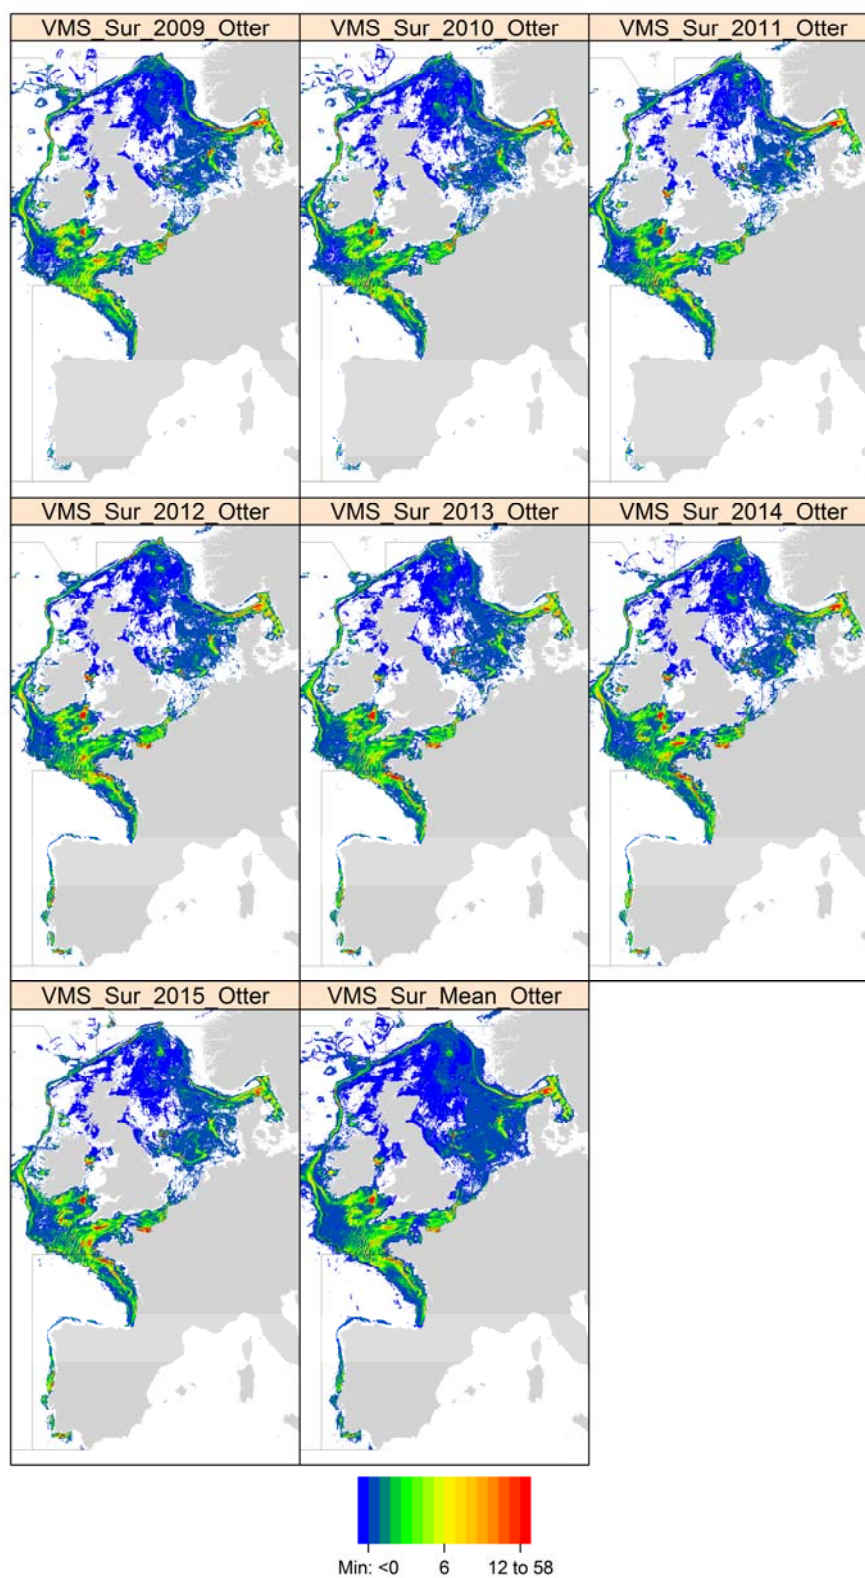 VMS_Sur_2009_Otter VMS_Sur_2010_Otter VMS_Sur_2011_Otter
VMS_Sur_2012_Otter VMS_Sur_2013_Otter VMS_Sur_2014_Otter
VMS_Sur_2015_Otter VMS_Sur_Mean_Otter
Min: <0 6 12 to 58